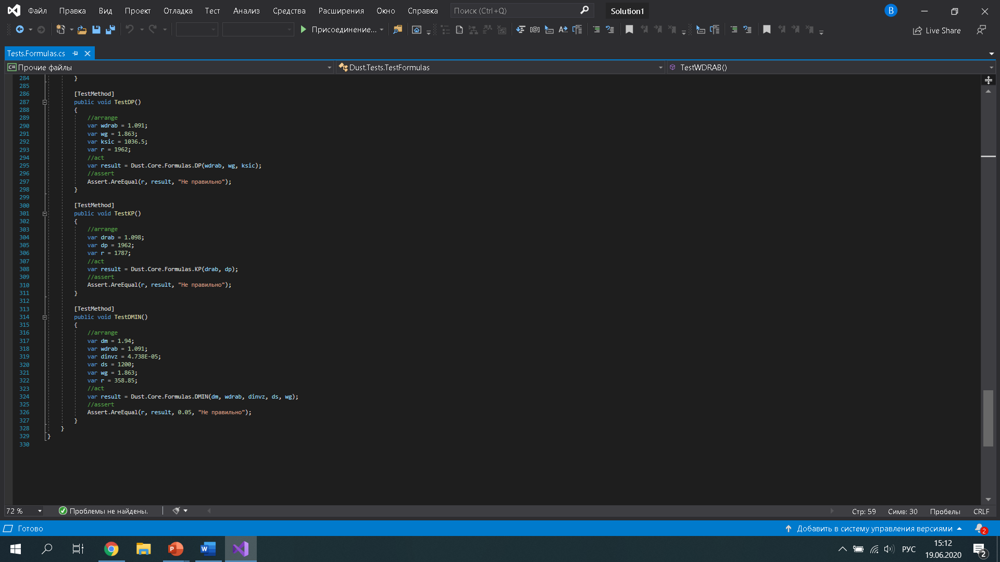 Файл Правка Вид Проект Отладка Тест Анализ Средства Расширения Окно Справка Поиск (Ctrl+Q) Solution1 B
Присоединение... Live Share
Tests.Formulas.cs
C# Прочие файлы Dust.Tests.TestFormulas TestWDRAB()
284 }
285
286 [TestMethod]
287 public void TestDP()
288 {
289 //arrange
290 var wdrab = 1.091;
291 var wg = 1.863;
292 var ksic = 1036.5;
293 var r = 1962;
294 //act
295 var result = Dust.Core.Formulas.DP(wdrab, wg, ksic);
296 //assert
297 Assert.AreEqual(r, result, "Не правильно");
298 }
299
300 [TestMethod]
301 public void TestKP()
302 {
303 //arrange
304 var drab = 1.098;
305 var dp = 1962;
306 var r = 1787;
307 //act
308 var result = Dust.Core.Formulas.KP(drab, dp);
309 //assert
310 Assert.AreEqual(r, result, "Не правильно");
311 }
312
313 [TestMethod]
314 public void TestDMIN()
315 {
316 //arrange
317 var dm = 1.94;
318 var wdrab = 1.091;
319 var dinvz = 4.738E-05;
320 var ds = 1200;
321 var wg = 1.863;
322 var r = 358.85;
323 //act
324 var result = Dust.Core.Formulas.DMIN(dm, wdrab, dinvz, ds, wg);
325 //assert
326 Assert.AreEqual(r, result, 0.05, "Не правильно");
327 }
328 }
329 }
330
72 % Проблемы не найдены. Стр: 59 Симв: 30 Пробелы CRLF
Готово Добавить в систему управления версиями 2
P W РУС 15:12
19.06.2020 2